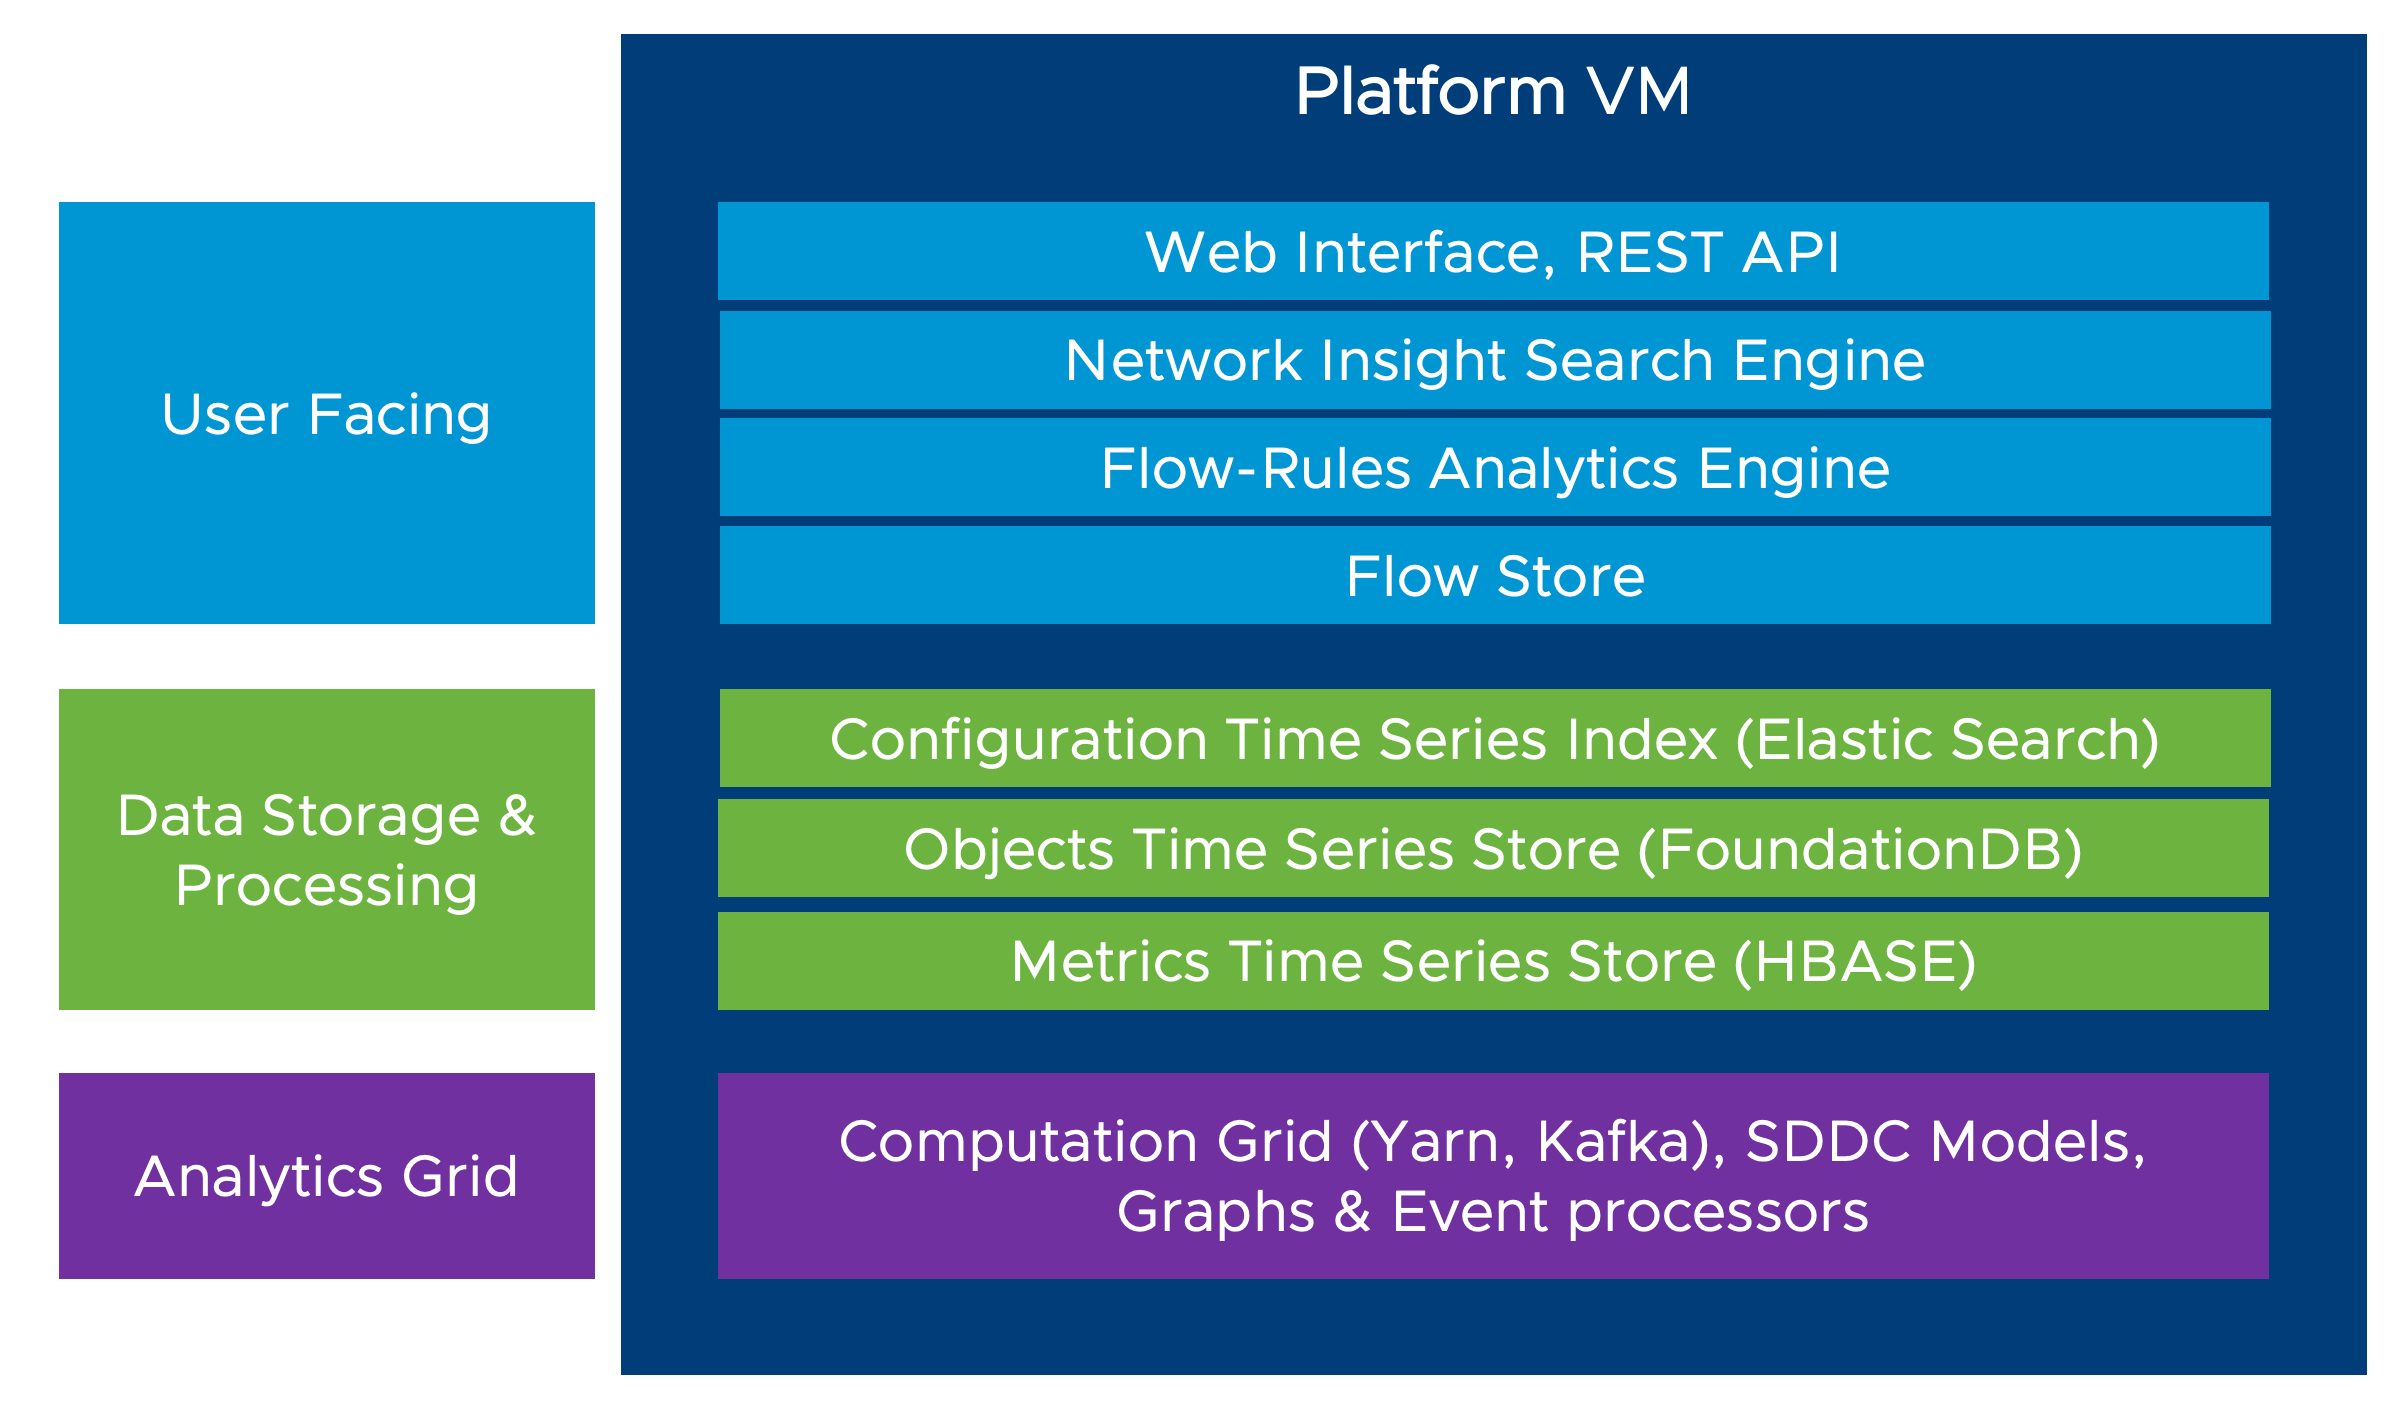 Platform VM
User Facing
Web Interface, REST API
Network Insight Search Engine
Flow-Rules Analytics Engine
Flow Store
Data Storage &
Processing
Configuration Time Series Index (Elastic Search)
Objects Time Series Store (FoundationDB)
Metrics Time Series Store (HBASE)
Analytics Grid
Computation Grid (Yarn, Kafka), SDDC Models,
Graphs & Event processors